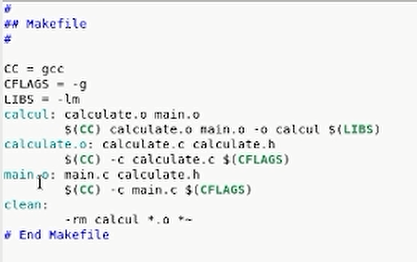 #
## Makefile
#
CC = gcc
CFLAGS = -g
LIBS = -lm
calcul: calculate.o main.o
$(CC) calculate.o main.o -o calcul $(LIBS)
calculate.o: calculate.c calculate.h
$(CC) -c calculate.c $(CFLAGS)
main.o: main.c calculate.h
$(CC) -c main.c $(CFLAGS)
clean:
-rm calcul *.o *~
# End Makefile